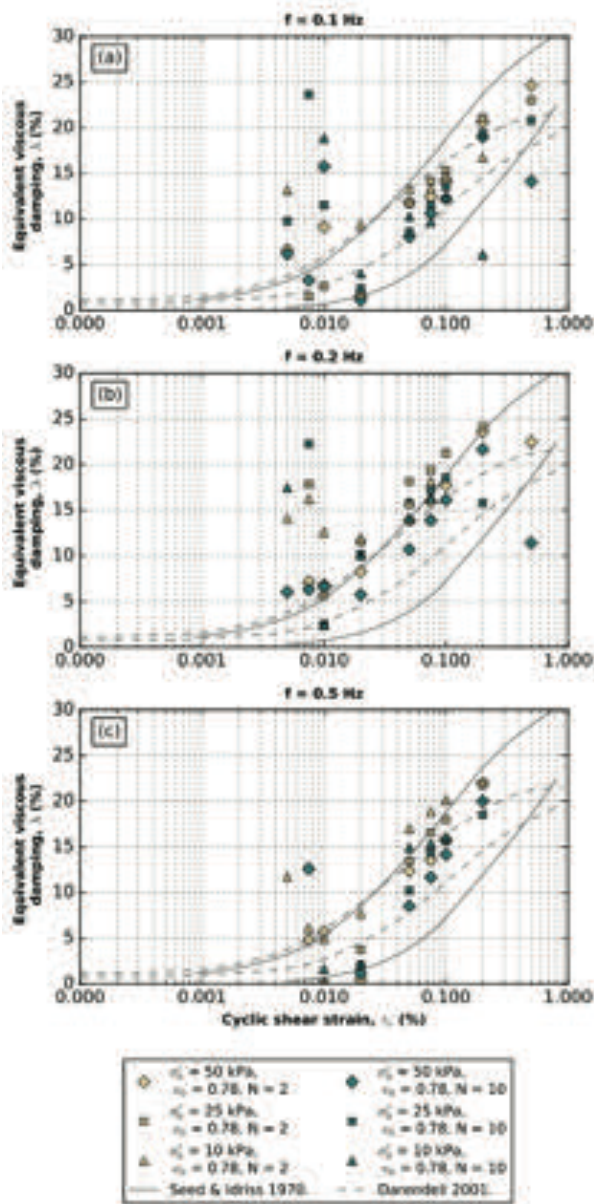 f = 0.1 Hz
(a)
30
25
20
15
10
5
0
Equivalent viscous
damping, λ (%)
0.000
0.001
0.010
0.100
1.000
f = 0.2 Hz
(b)
30
25
20
15
10
5
0
Equivalent viscous
damping, λ (%)
0.000
0.001
0.010
0.100
1.000
f = 0.5 Hz
(c)
30
25
20
15
10
5
0
Equivalent viscous
damping, λ (%)
0.000
0.001
0.010
0.100
1.000
Cyclic shear strain, (%)
= 50 kPa,
= 0.78, N = 2
= 25 kPa,
= 0.78, N = 2
= 10 kPa,
= 0.78, N = 2
Seed & Idriss 1970.
= 50 kPa,
= 0.78, N = 10
= 25 kPa,
= 0.78, N = 10
= 10 kPa,
= 0.78, N = 10
Darendeli 2001.